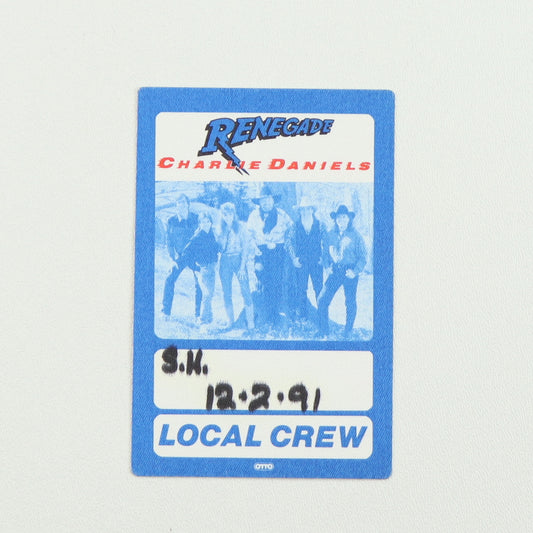 RENEGADE
CHARLIE DANIELS
S.H.
12.2.91
LOCAL CREW
OTTO